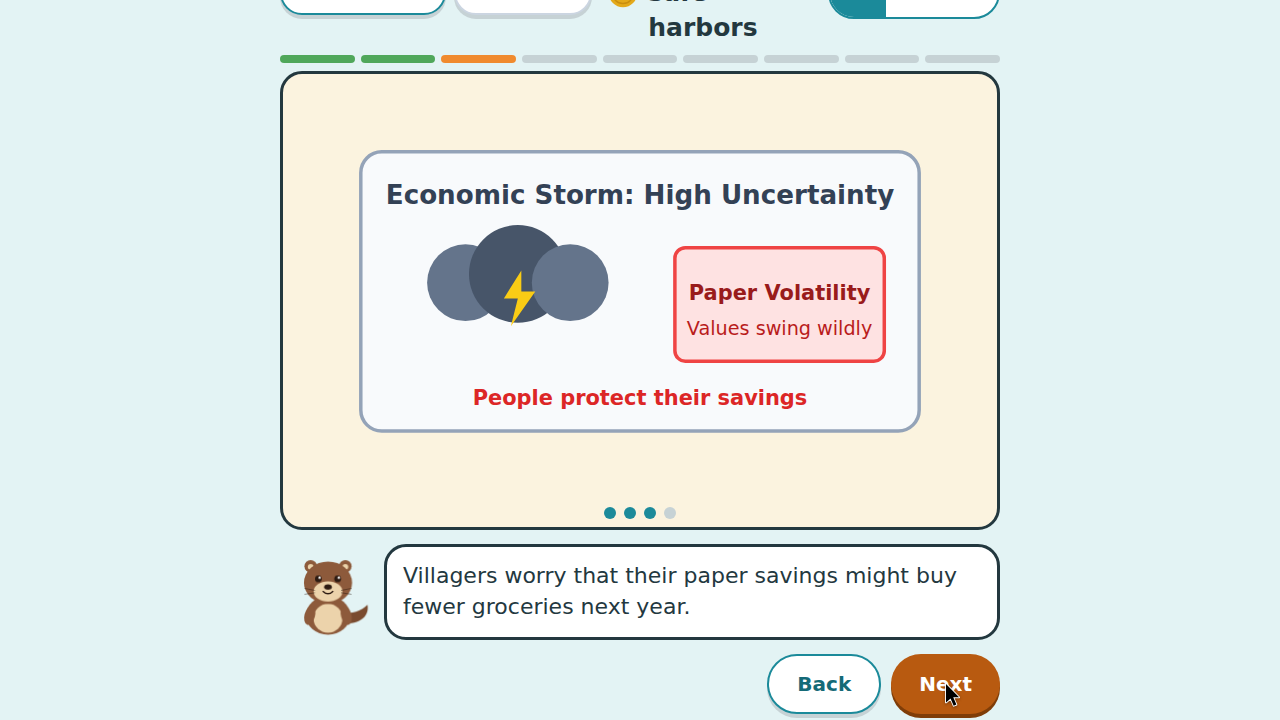 harbors
Economic Storm: High Uncertainty
Paper Volatility
Values swing wildly
People protect their savings
Villagers worry that their paper savings might buy
fewer groceries next year.
Back
Next